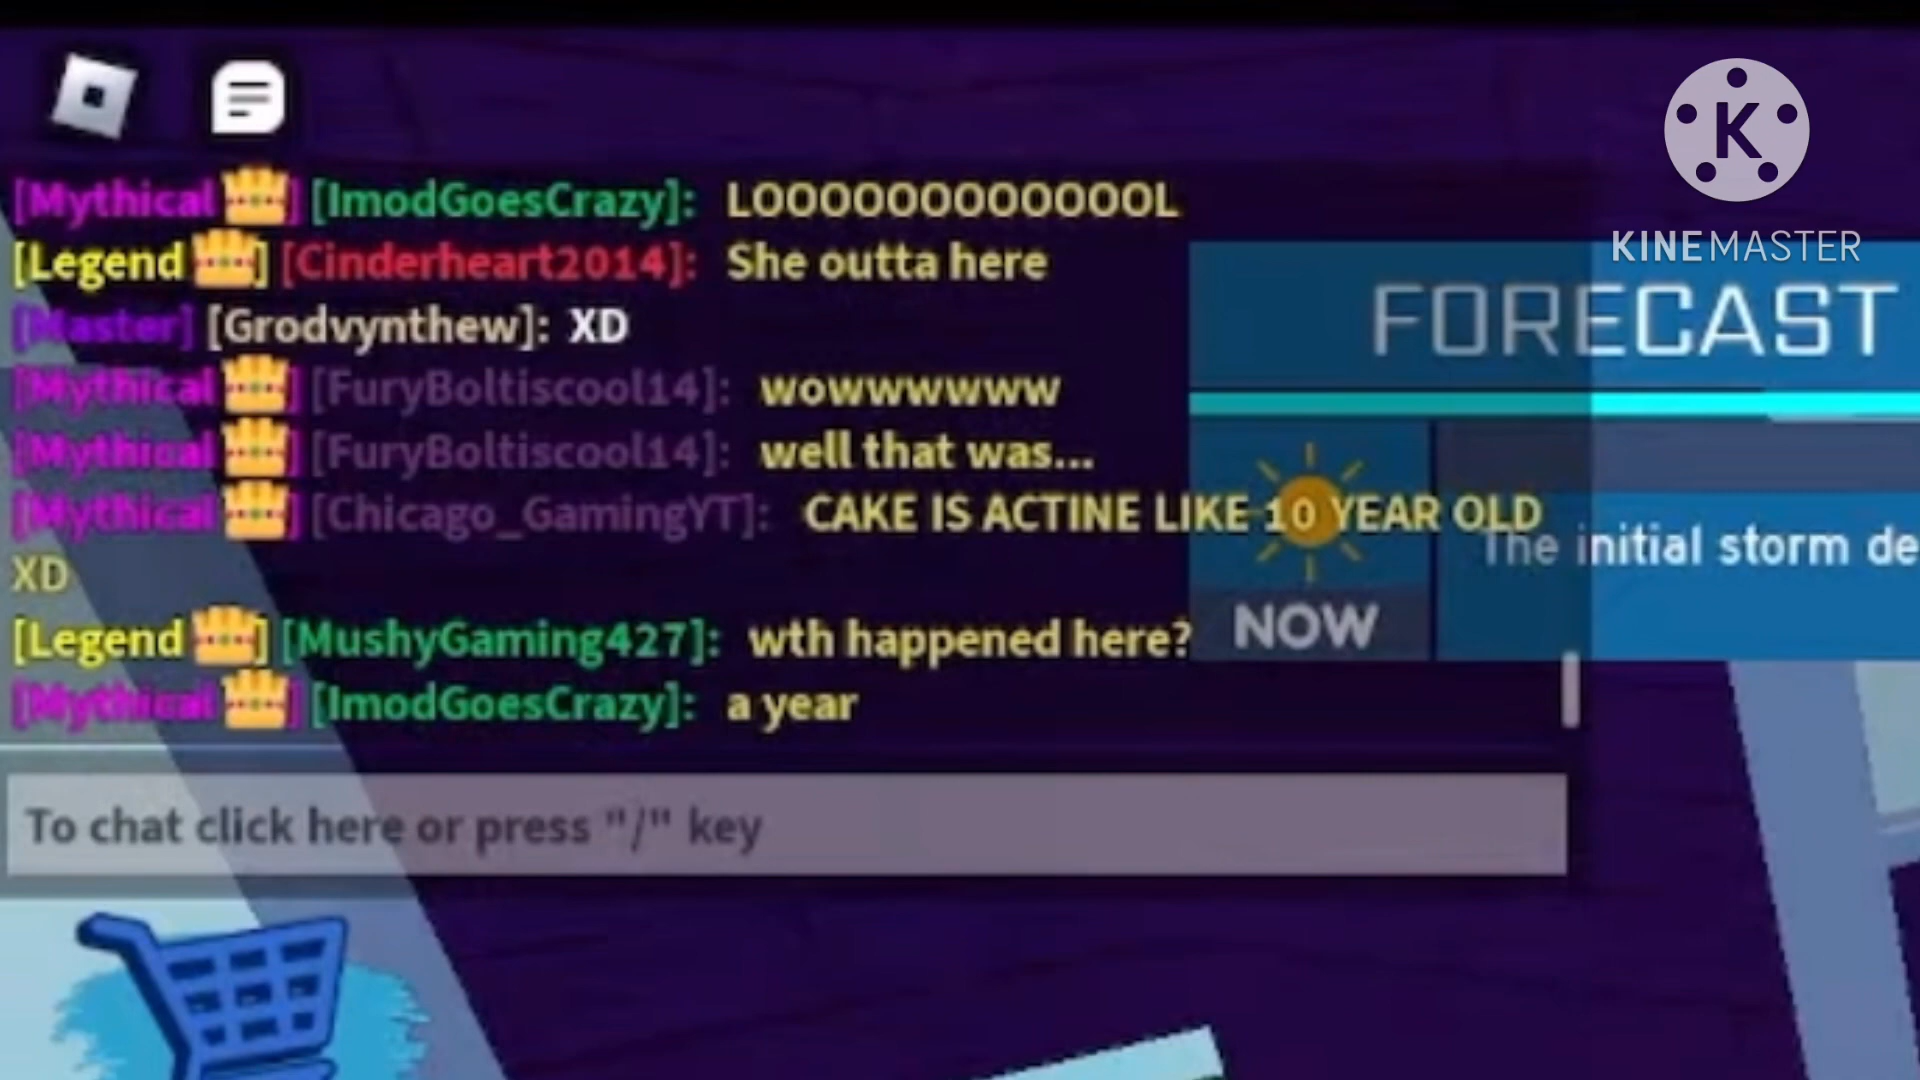 [Mythical👑] [ImodGoesCrazy]: LOOOOOOOOOOOOL
[Legend👑] [Cinderheart2014]: She outta here
[Master] [Grodvynthew]: XD
[Mythical👑] [FuryBoltiscool14]: wowwwwww
[Mythical👑] [FuryBoltiscool14]: well that was...
[Mythical👑] [Chicago_GamingYT]: CAKE IS ACTINE LIKE 10 YEAR OLD
XD
[Legend👑] [MushyGaming427]: wth happened here?
[Mythical👑] [ImodGoesCrazy]: a year
To chat click here or press "/" key
K
KINEMASTER
FORECAST
The initial storm de
NOW